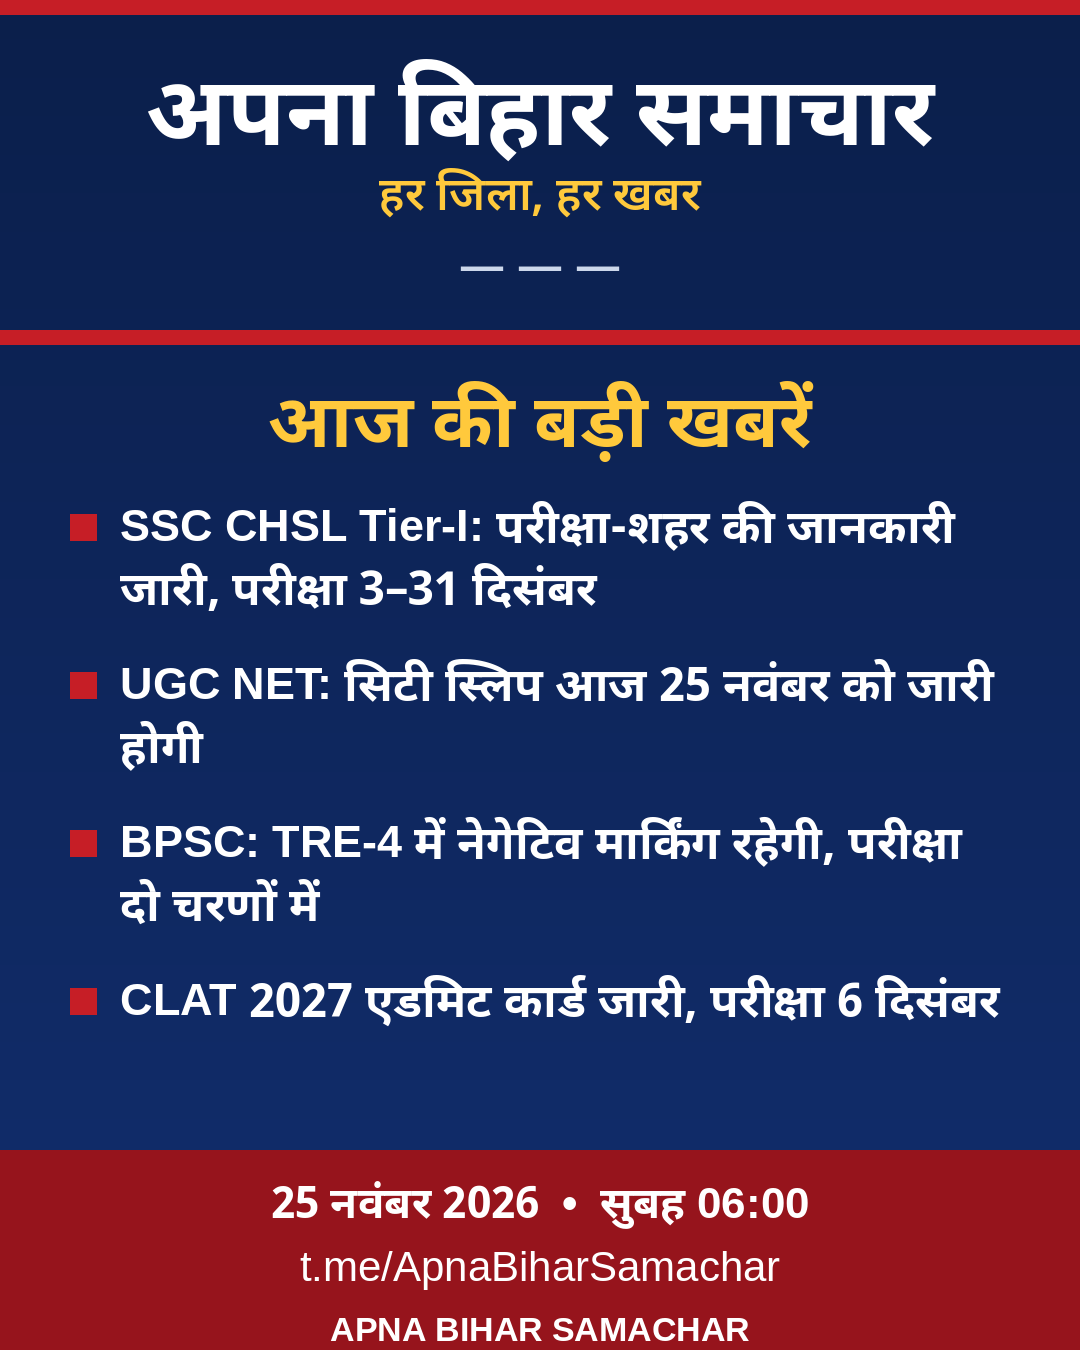 अपना बिहार समाचार
हर जिला, हर खबर
— — —
आज की बड़ी खबरें
SSC CHSL Tier-I: परीक्षा-शहर की जानकारी
जारी, परीक्षा 3–31 दिसंबर
UGC NET: सिटी स्लिप आज 25 नवंबर को जारी
होगी
BPSC: TRE-4 में नेगेटिव मार्किंग रहेगी, परीक्षा
दो चरणों में
CLAT 2027 एडमिट कार्ड जारी, परीक्षा 6 दिसंबर
25 नवंबर 2026 • सुबह 06:00
t.me/ApnaBiharSamachar
APNA BIHAR SAMACHAR